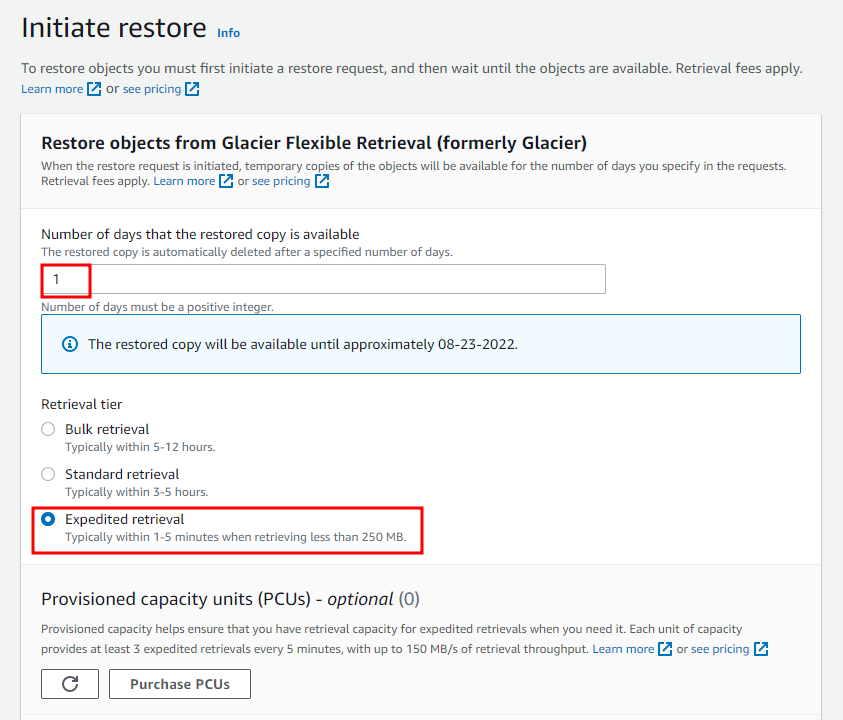 Initiate restore Info
To restore objects you must first initiate a restore request, and then wait until the objects are available. Retrieval fees apply.
Learn more or see pricing
Restore objects from Glacier Flexible Retrieval (formerly Glacier)
When the restore request is initiated, temporary copies of the objects will be available for the number of days you specify in the requests.
Retrieval fees apply. Learn more or see pricing
Number of days that the restored copy is available
The restored copy is automatically deleted after a specified number of days.
1
Number of days must be a positive integer.
The restored copy will be available until approximately 08-23-2022.
Retrieval tier
Bulk retrieval
Typically within 5-12 hours.
Standard retrieval
Typically within 3-5 hours.
Expedited retrieval
Typically within 1-5 minutes when retrieving less than 250 MB.
Provisioned capacity units (PCUs) - optional (0)
Provisioned capacity helps ensure that you have retrieval capacity for expedited retrievals when you need it. Each unit of capacity
provides at least 3 expedited retrievals every 5 minutes, with up to 150 MB/s of retrieval throughput. Learn more or see pricing
Purchase PCUs